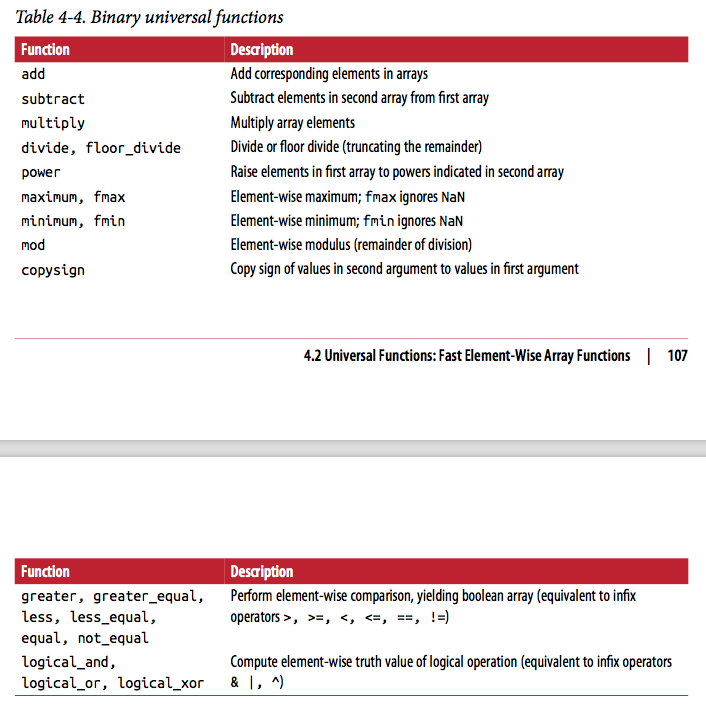 Table 4-4. Binary universal functions
Function Description
add Add corresponding elements in arrays
subtract Subtract elements in second array from first array
multiply Multiply array elements
divide, floor_divide Divide or floor divide (truncating the remainder)
power Raise elements in first array to powers indicated in second array
maximum, fmax Element-wise maximum; fmax ignores NaN
minimum, fmin Element-wise minimum; fmin ignores NaN
mod Element-wise modulus (remainder of division)
copysign Copy sign of values in second argument to values in first argument
4.2 Universal Functions: Fast Element-Wise Array Functions | 107
Function Description
greater, greater_equal, Perform element-wise comparison, yielding boolean array (equivalent to infix
less, less_equal, operators >, >=, <, <=, ==, !=)
equal, not_equal
logical_and, Compute element-wise truth value of logical operation (equivalent to infix operators
logical_or, logical_xor & |, ^)